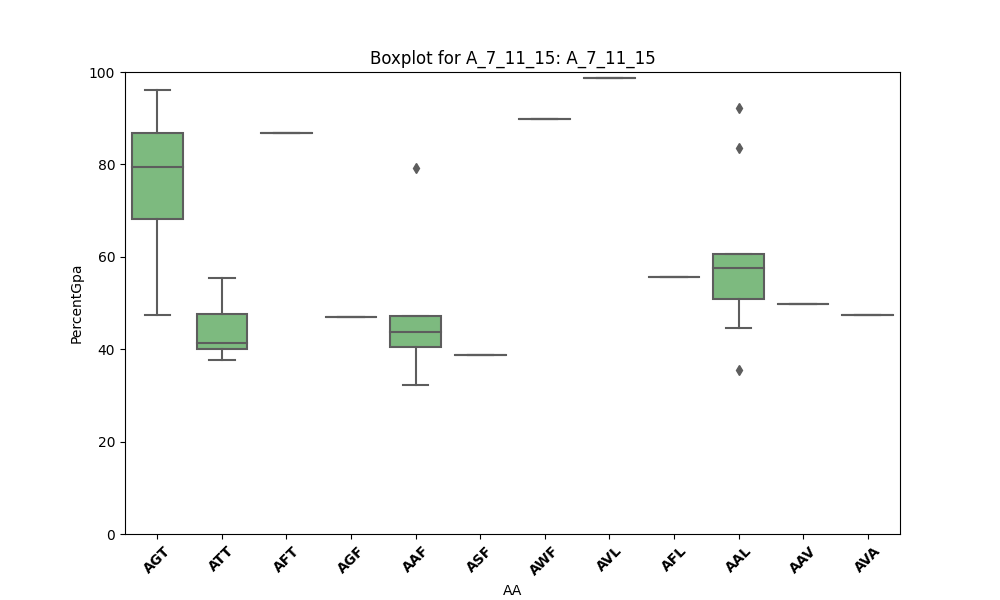 Boxplot for A_7_11_15: A_7_11_15
100
80
60
40
20
0
PercentGpa
AGT ATT AFT AGF AAF ASF AWF AVL AFL AAL AAV AVA
AA